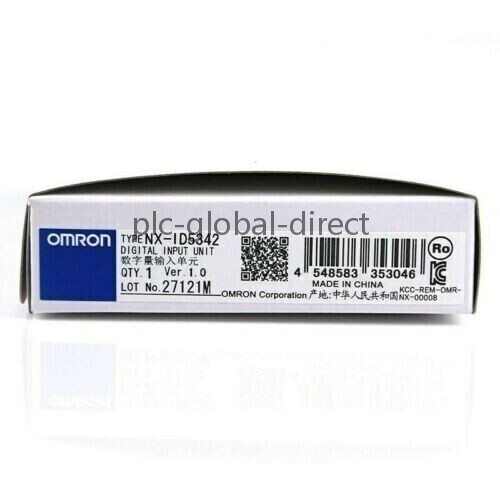 plc-global-direct
OMRON
TYPE NX-ID5342
DIGITAL INPUT UNIT
数字量输入单元
QTY. 1 Ver.1.0
LOT No. 27121M
OMRON Corporation
4 548583 353046
MADE IN CHINA
产地:中华人民共和国
Ro
KCC-REM-OMR-
NX-00008
OMRON